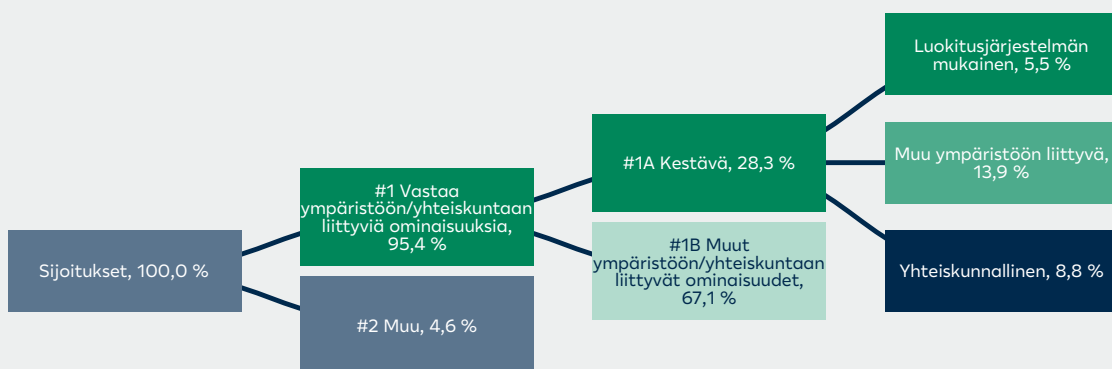 Sijoitukset, 100,0 %
#1 Vastaa
ympäristöön/yhteiskuntaan
liittyviä ominaisuuksia,
95,4 %
#2 Muu, 4,6 %
#1A Kestävä, 28,3 %
#1B Muut
ympäristöön/yhteiskuntaan
liittyvät ominaisuudet,
67,1 %
Luokitusjärjestelmän
mukainen, 5,5 %
Muu ympäristöön liittyvä,
13,9 %
Yhteiskunnallinen, 8,8 %